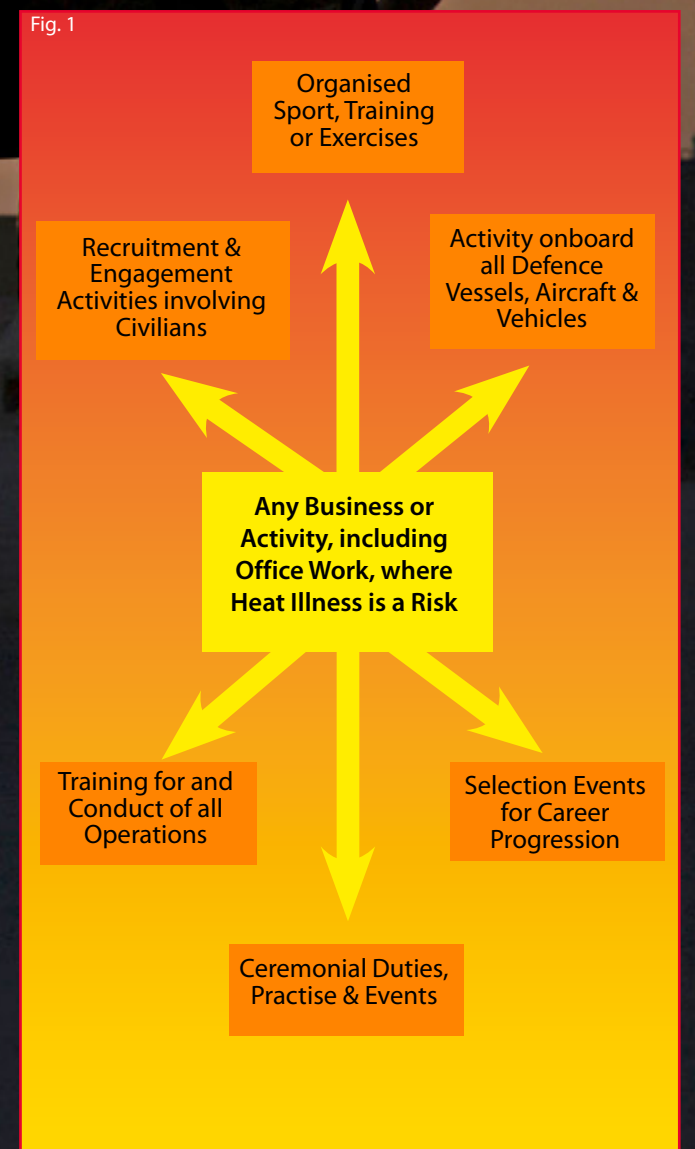 Fig. 1
Organised
Sport, Training
or Exercises
Recruitment &
Engagement
Activities involving
Civilians
Activity onboard
all Defence
Vessels, Aircraft &
Vehicles
Any Business or
Activity, including
Office Work, where
Heat Illness is a Risk
Training for and
Conduct of all
Operations
Selection Events
for Career
Progression
Ceremonial Duties,
Practise & Events